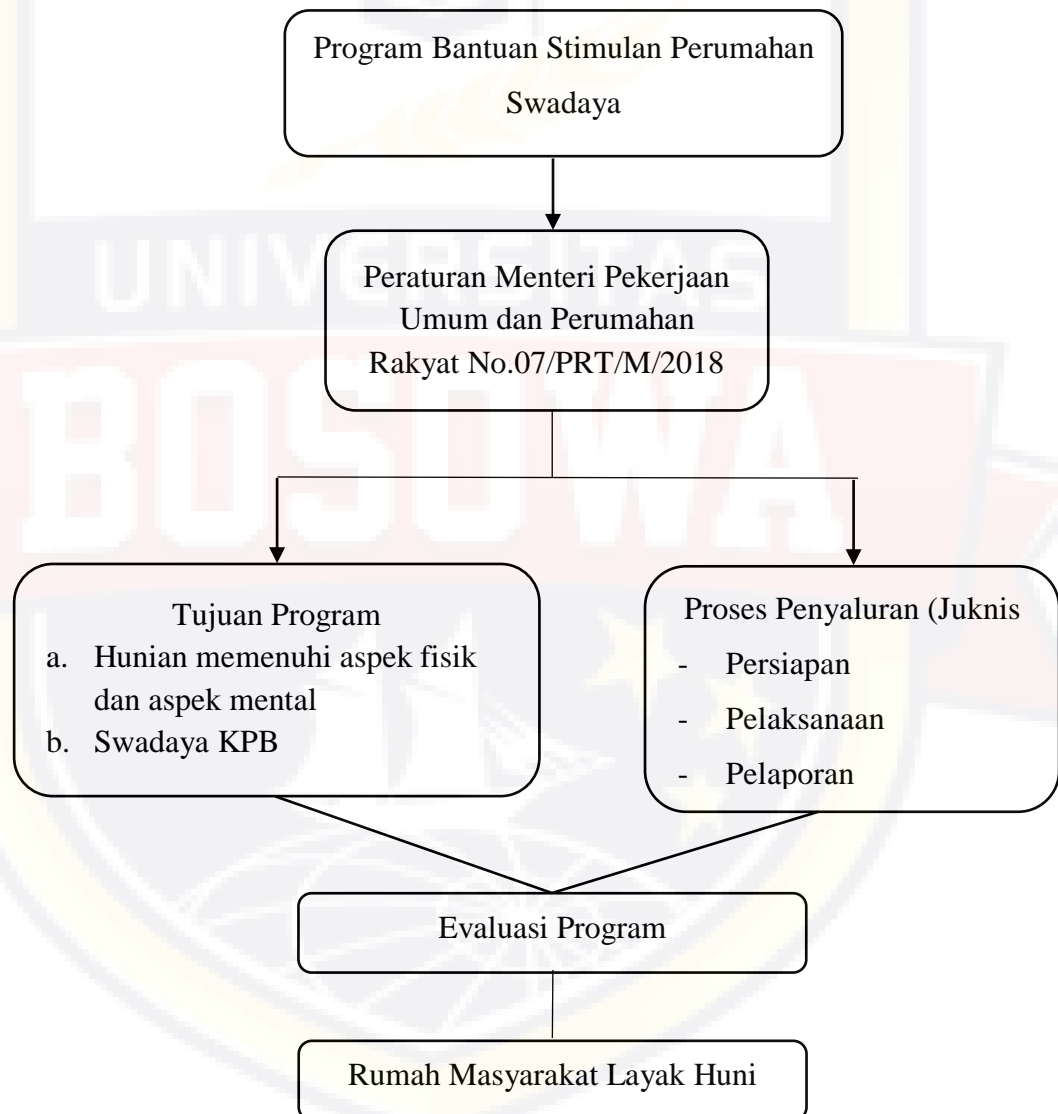 Program Bantuan Stimulan Perumahan
Swadaya
Peraturan Menteri Pekerjaan
Umum dan Perumahan
Rakyat No.07/PRT/M/2018
Tujuan Program
a. Hunian memenuhi aspek fisik
dan aspek mental
b. Swadaya KPB
Proses Penyaluran (Juknis
- Persiapan
- Pelaksanaan
- Pelaporan
Evaluasi Program
Rumah Masyarakat Layak Huni
UNIVERSITAS
BOSOWA